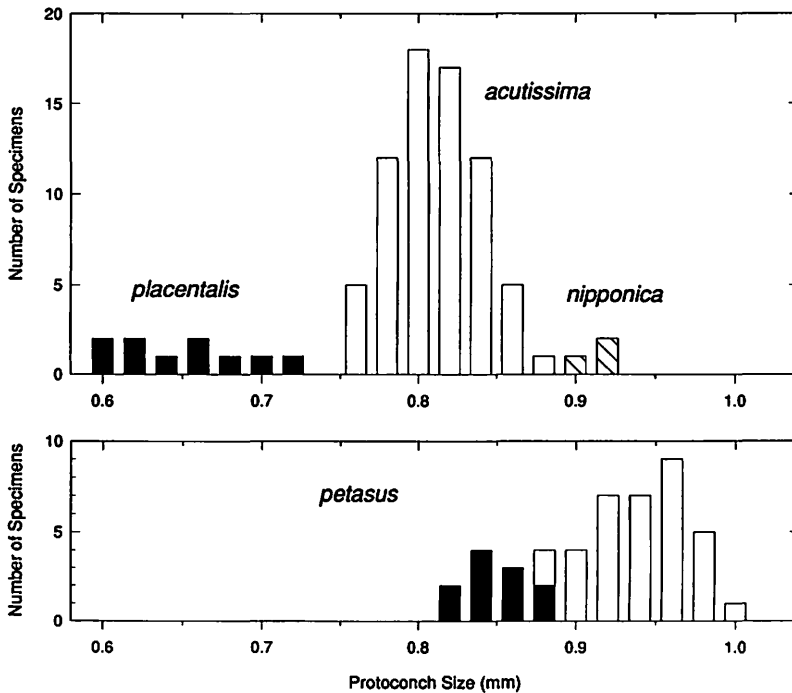 20
15
10
5
0
Number of Specimens
acutissima
placentalis
nipponica
0.6 0.7 0.8 0.9 1.0
10
5
0
Number of Specimens
petasus
0.6 0.7 0.8 0.9 1.0
Protoconch Size (mm)